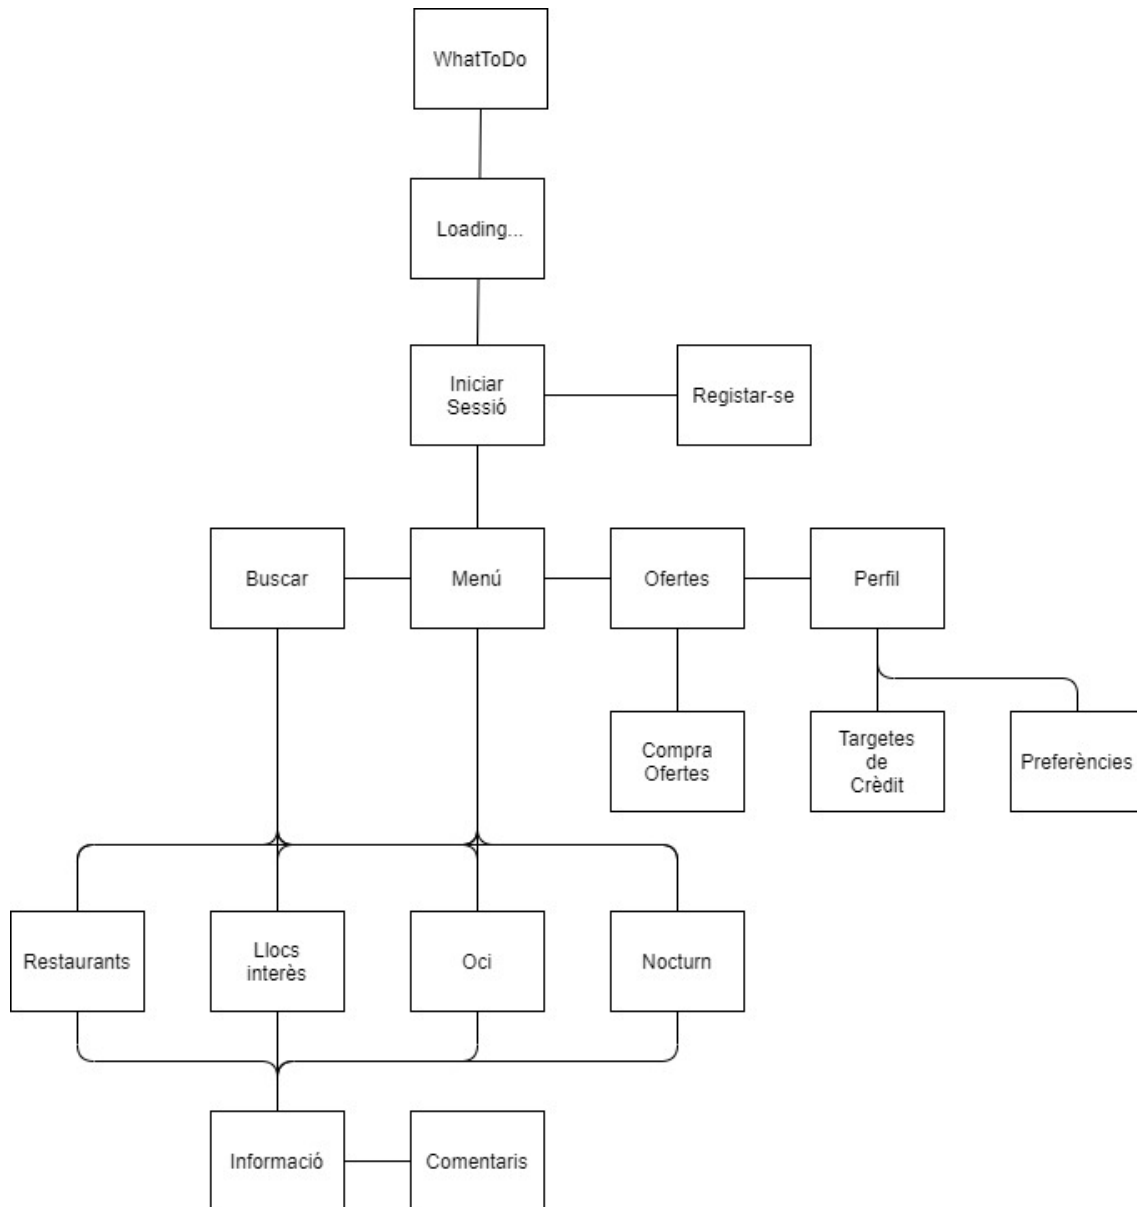 WhatToDo
Loading...
Iniciar
Sessió
Registar-se
Buscar
Menú
Ofertes
Perfil
Compra
Ofertes
Targetes
de
Crèdit
Preferències
Restaurants
Llocs
interès
Oci
Nocturn
Informació
Comentaris